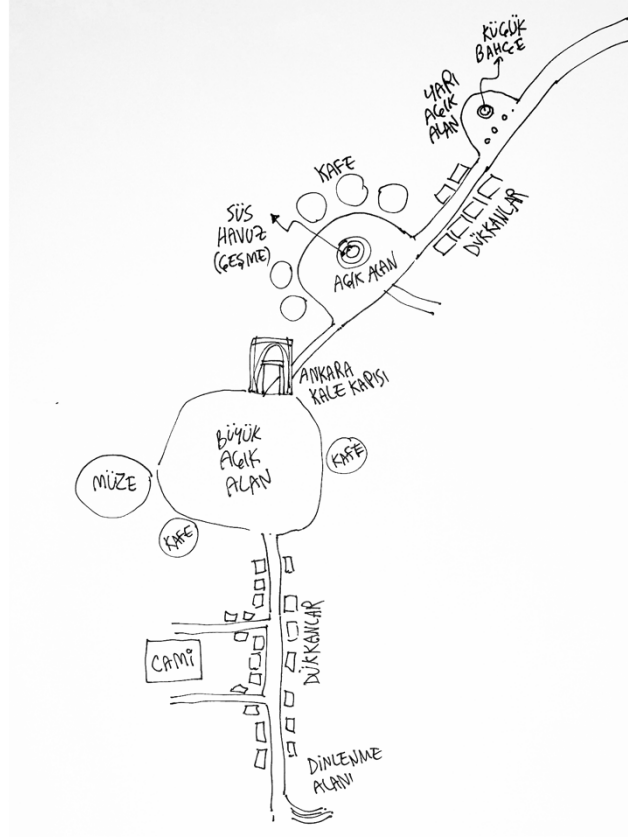 KÜÇÜK
BAHÇE
YARI
AÇIK
ALAN
KAFE
SÜS
HAVUZ
(ÇEŞME)
AÇIK ALAN
DÜKKANLAR
ANKARA
KALE KAPISI
BÜYÜK
AÇIK
ALAN
KAFE
MÜZE
KAFE
DÜKKANLAR
CAMİ
DİNLENME
ALANI